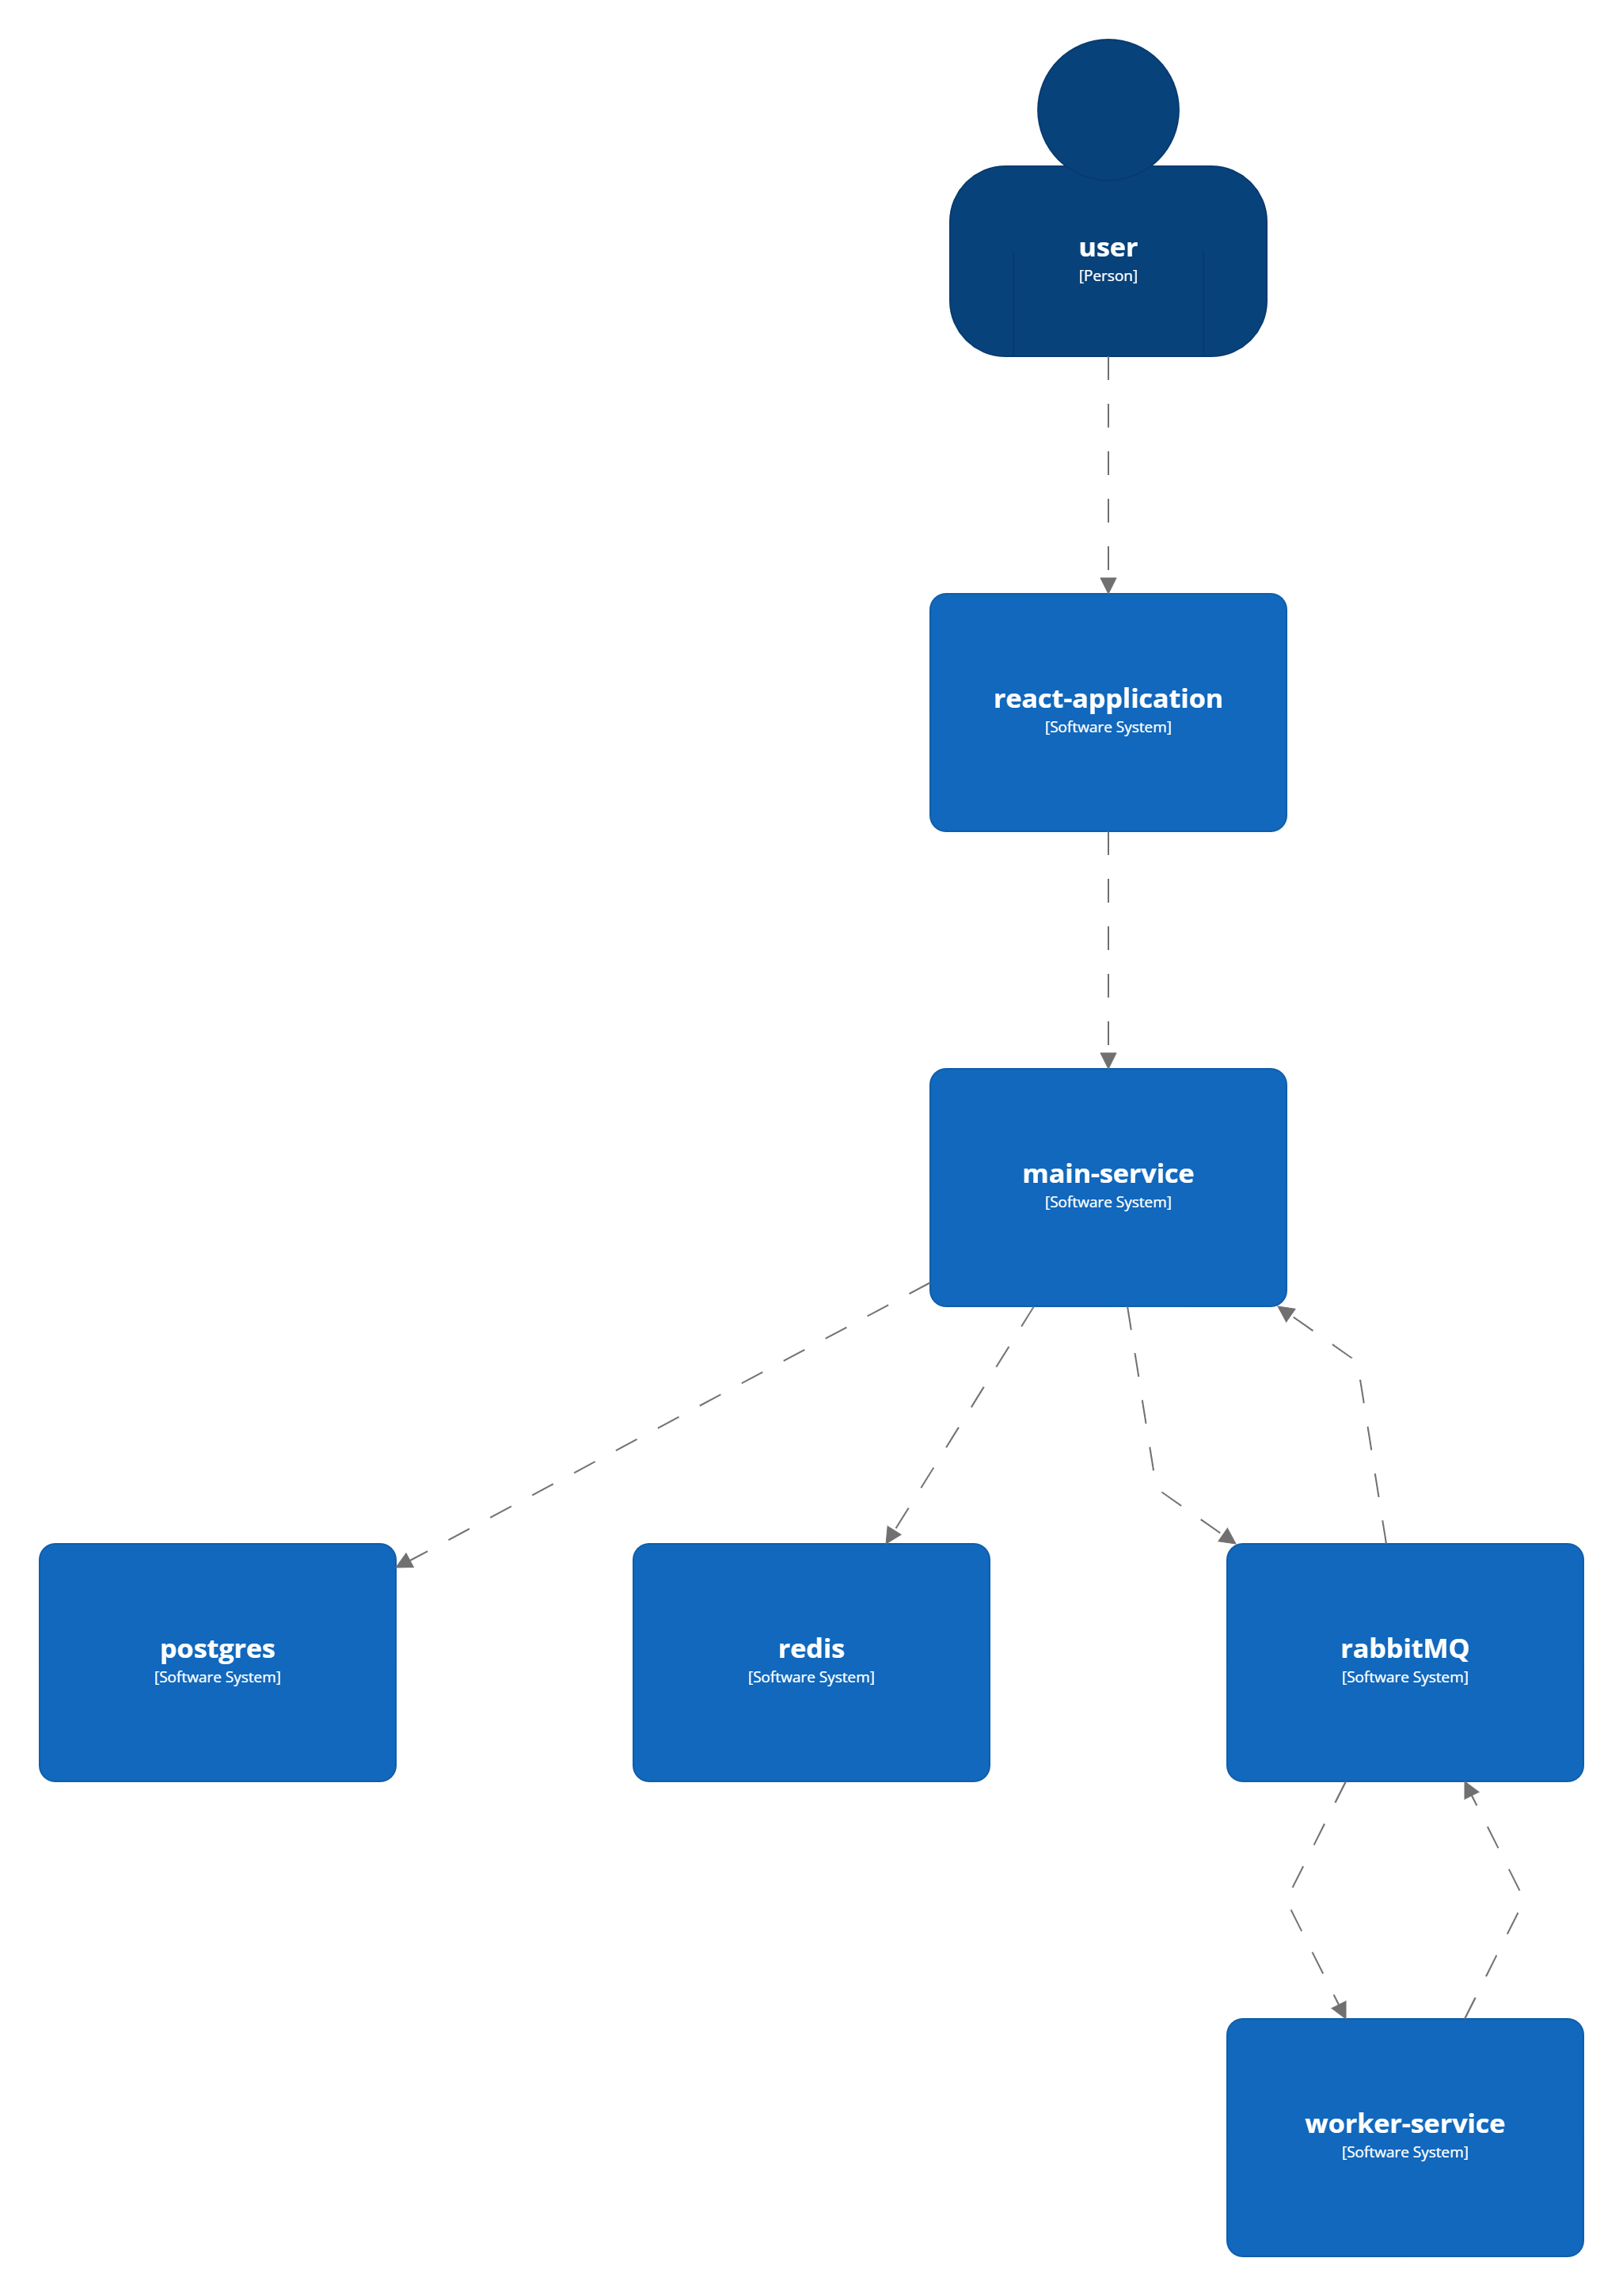 user
[Person]
react-application
[Software System]
main-service
[Software System]
postgres
[Software System]
redis
[Software System]
rabbitMQ
[Software System]
worker-service
[Software System]